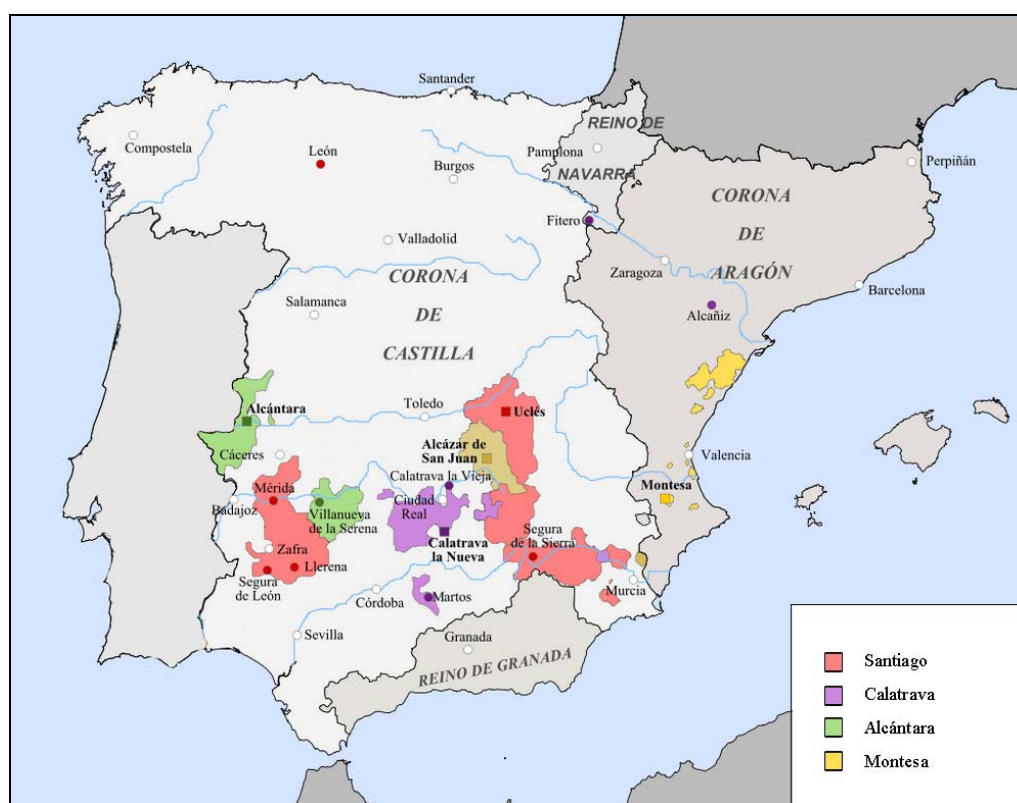 Santander
Compostela
León
Burgos
REINO DE
Pamplona
NAVARRA
Perpiñán
CORONA
DE
ARAGÓN
Fitero
Valladolid
Zaragoza
Barcelona
CORONA
DE
CASTILLA
Salamanca
Alcañiz
Alcántara
Toledo
Uclés
Cáceres
Alcázar de
San Juan
Calatrava la Vieja
Valencia
Mérida
Badajoz
Villanueva
de la Serena
Ciudad
Real
Montesa
Calatrava
la Nueva
Segura
de la Sierra
Zafra
Llerena
Segura
de León
Córdoba
Martos
Murcia
Sevilla
Granada
REINO DE GRANADA
Santiago
Calatrava
Alcántara
Montesa